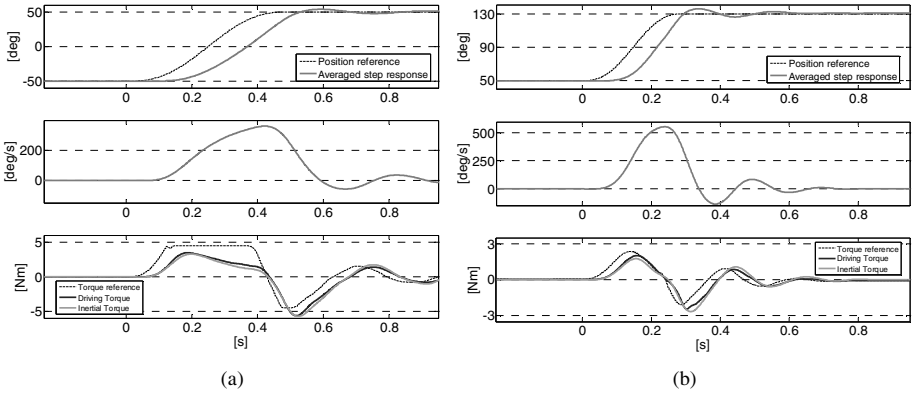 50
0
-50
[deg]
Position reference
Averaged step response
0 0.2 0.4 0.6 0.8
200
0
[deg/s]
0 0.2 0.4 0.6 0.8
5
0
-5
[Nm]
Torque reference
Driving Torque
Inertial Torque
0 0.2 0.4 0.6 0.8
[s]
(a)
130
90
50
[deg]
Position reference
Averaged step response
0 0.2 0.4 0.6 0.8
500
250
0
[deg/s]
0 0.2 0.4 0.6 0.8
3
0
-3
[Nm]
Torque reference
Driving Torque
Inertial Torque
0 0.2 0.4 0.6 0.8
[s]
(b)